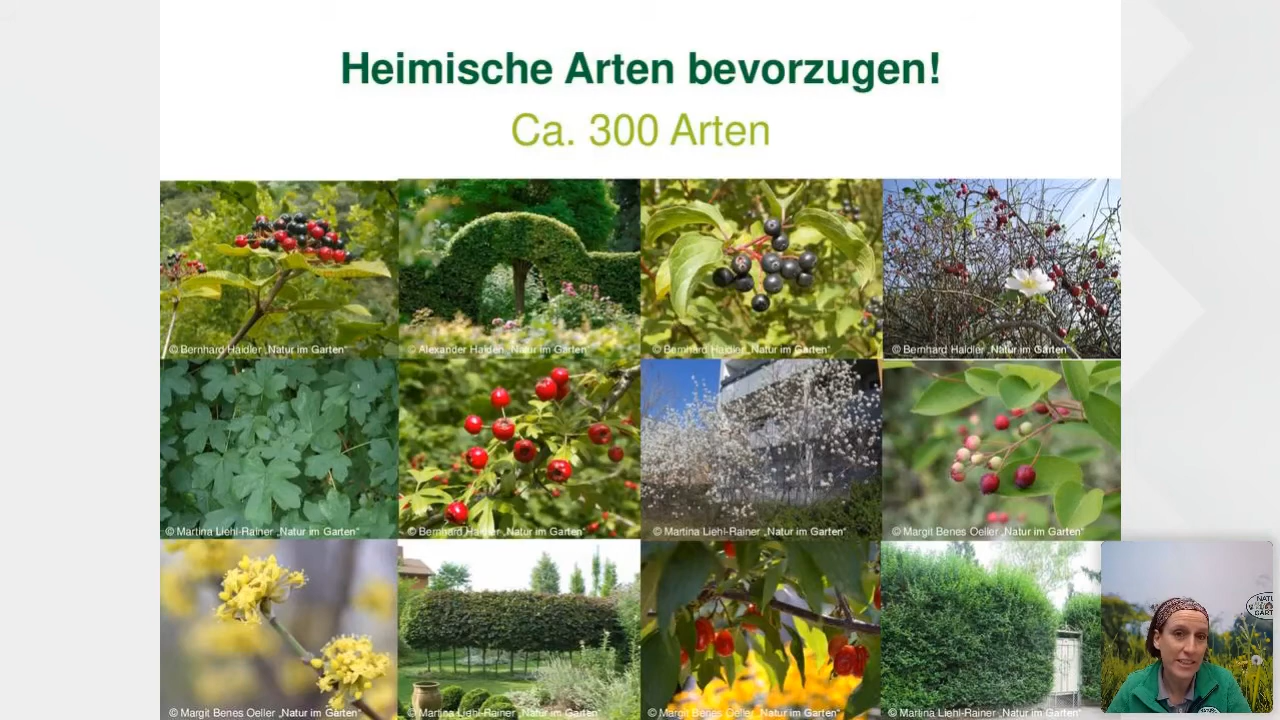 Heimische Arten bevorzugen!
Ca. 300 Arten
© Bernhard Haidler „Natur im Garten“
© Alexander Haiden „Natur im Garten“
© Bernhard Haidler „Natur im Garten“
© Bernhard Haidler „Natur im Garten“
© Martina Liehl-Rainer „Natur im Garten“
© Bernhard Haidler „Natur im Garten“
© Martina Liehl-Rainer „Natur im Garten“
© Margit Benes Oeller „Natur im Garten“
© Margit Benes Oeller „Natur im Garten“
© Martina Liehl-Rainer „Natur im Garten“
© Margit Benes Oeller „Natur im Garten“
© Martina Liehl-Rainer „Natur im Garten“